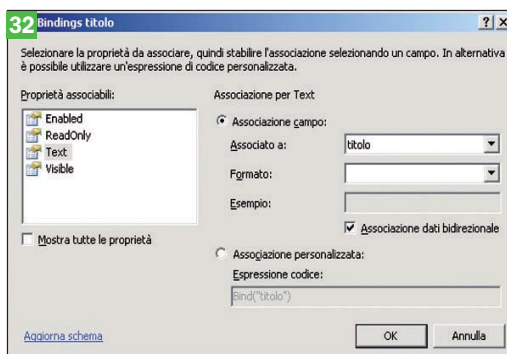 32 Bindings titolo
Selezionare la proprietà da associare, quindi stabilire l'associazione selezionando un campo. In alternativa
è possibile utilizzare un'espressione di codice personalizzata.
Proprietà associabili:
Enabled
ReadOnly
Text
Visible
Mostra tutte le proprietà
Associazione per Text
Associazione campo:
Associato a: titolo
Formato:
Esempio:
Associazione dati bidirezionale
Associazione personalizzata:
Espressione codice:
Bind("titolo")
Aggiorna schema
OK Annulla